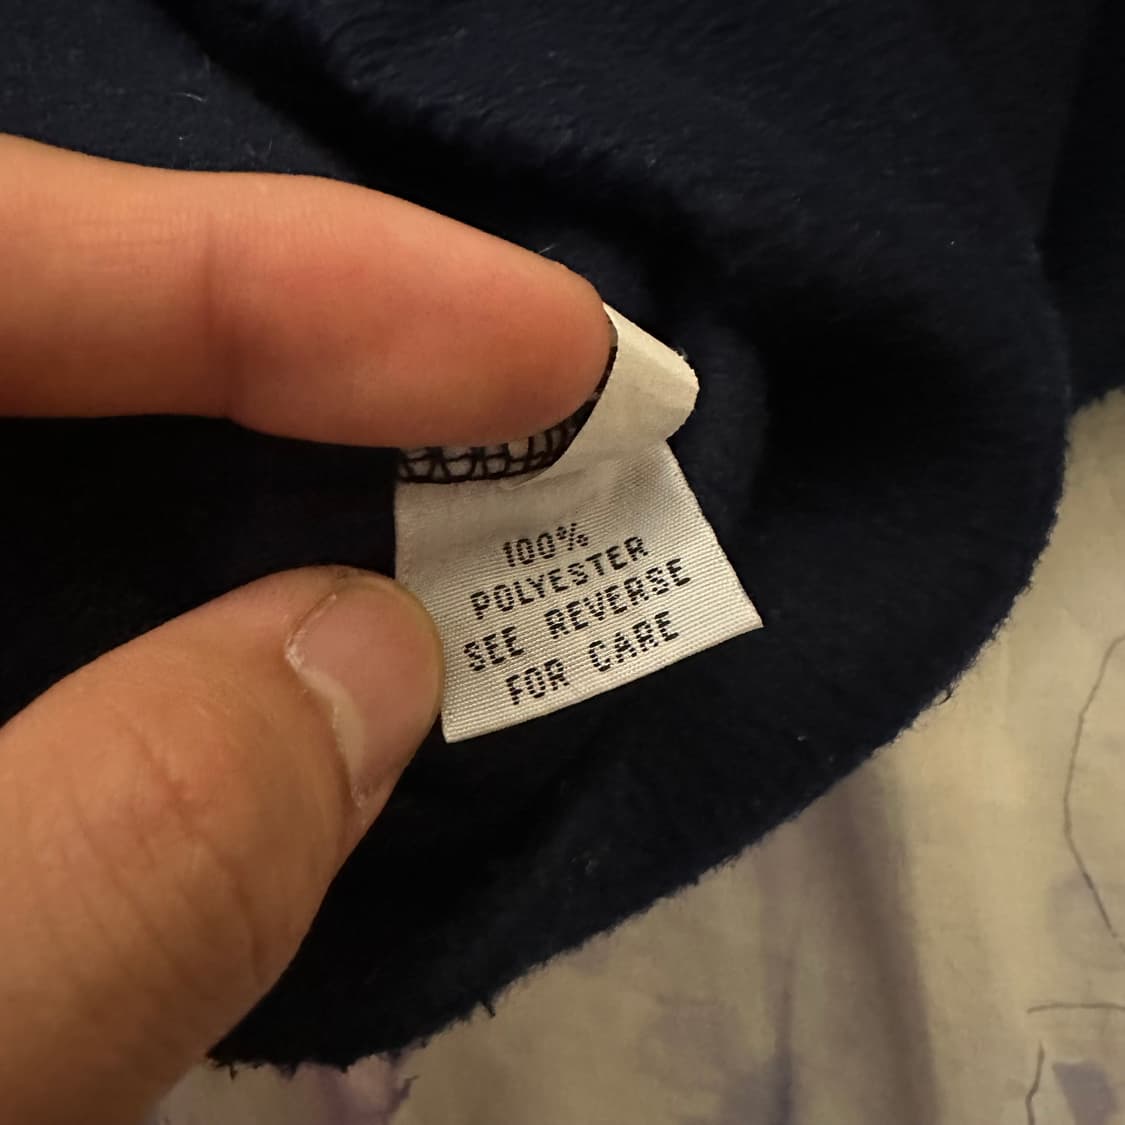 100%
POLYESTER
SEE REVERSE
FOR CARE